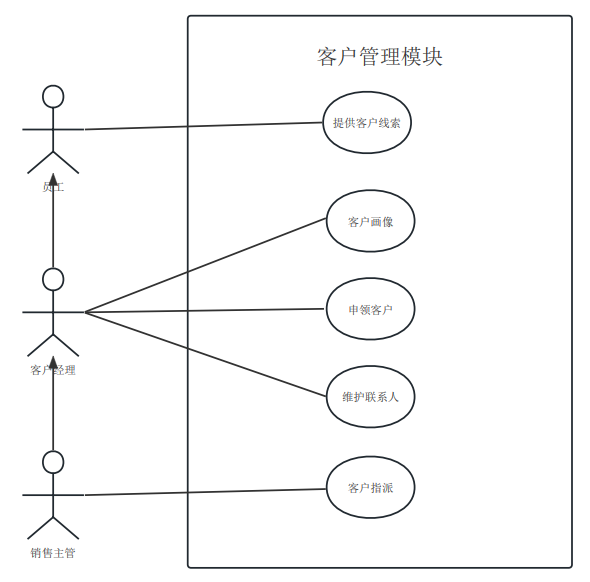 客户管理模块
提供客户线索
员工
客户画像
申领客户
客户经理
维护联系人
客户指派
销售主管